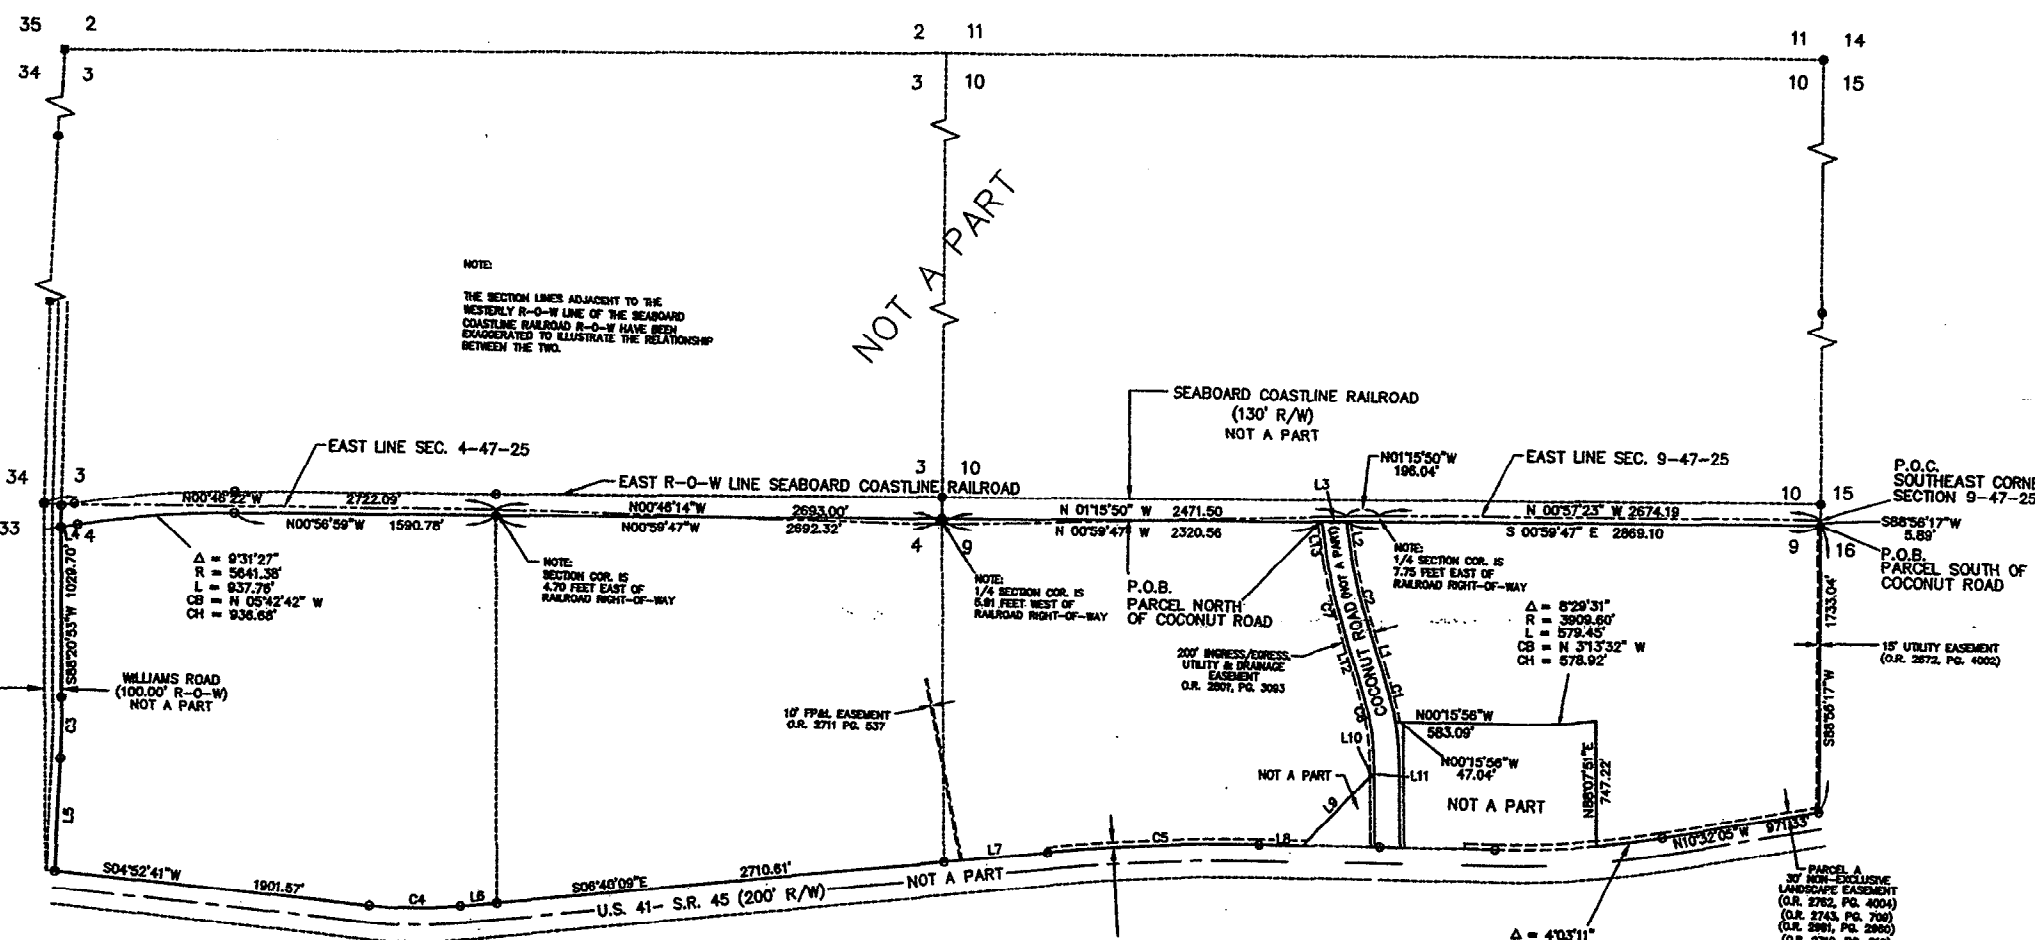 35 2
34 3
2 11
3 10
11 14
10 15
NOT A PART
NOTE:
THE SECTION LINES ADJACENT TO THE
WESTERLY R-O-W LINE OF THE SEABOARD
COASTLINE RAILROAD R-O-W HAVE BEEN
EXAGGERATED TO ILLUSTRATE THE RELATIONSHIP
BETWEEN THE TWO.
SEABOARD COASTLINE RAILROAD
(130' R/W)
NOT A PART
EAST LINE SEC. 4-47-25
EAST R-O-W LINE SEABOARD COASTLINE RAILROAD
N01°15'50"W
196.04'
EAST LINE SEC. 9-47-25
P.O.C.
SOUTHEAST CORNE
SECTION 9-47-25
34 3
33 4
3 10
4 9
10 15
9 16
L3
N00°46'22"W 2722.09'
N00°56'59"W 1590.78'
N00°46'14"W 2693.00'
N00°59'47"W 2692.32'
N 01°15'50" W 2471.50
N 00°59'47" W 2320.56
N 00°57'23" W 2674.19
S 00°59'47" E 2869.10
S88°56'17"W
5.89'
P.O.B.
PARCEL SOUTH OF
COCONUT ROAD
L4
S88°20'53"W 1029.70'
Δ = 9°31'27"
R = 5641.38'
L = 937.76'
CB = N 05°42'42" W
CH = 936.68'
NOTE:
SECTION COR. IS
4.70 FEET EAST OF
RAILROAD RIGHT-OF-WAY
NOTE:
1/4 SECTION COR. IS
5.91 FEET WEST OF
RAILROAD RIGHT-OF-WAY
P.O.B.
PARCEL NORTH
OF COCONUT ROAD
NOTE:
1/4 SECTION COR. IS
7.75 FEET EAST OF
RAILROAD RIGHT-OF-WAY
L13
L2
COCONUT ROAD (NOT A PART)
C7
C2
L12
L1
C6
C1
Δ = 8°29'31"
R = 3909.60'
L = 579.45'
CB = N 3°13'32" W
CH = 578.92'
S88°56'17"W 1733.04'
15' UTILITY EASEMENT
(O.R. 2672, PG. 4002)
200' INGRESS/EGRESS,
UTILITY & DRAINAGE
EASEMENT
O.R. 2807, PG. 3093
WILLIAMS ROAD
(100.00' R-O-W)
NOT A PART
C3
L5
10' FP&L EASEMENT
O.R. 2711 PG. 537
N00°15'56"W
583.09'
L10
N00°15'56"W
47.04'
L11
NOT A PART
L9
NOT A PART
N88°07'51"E
747.22'
S04°52'41"W 1901.57'
C4
L6
S06°40'09"E 2710.61'
L7
C5
L8
N10°32'05"W 971.33'
U.S. 41- S.R. 45 (200' R/W)
NOT A PART
PARCEL A
30' NON-EXCLUSIVE
LANDSCAPE EASEMENT
(O.R. 2762, PG. 4004)
(O.R. 2743, PG. 709)
(O.R. 2981, PG. 2980)
Δ = 4°03'11"